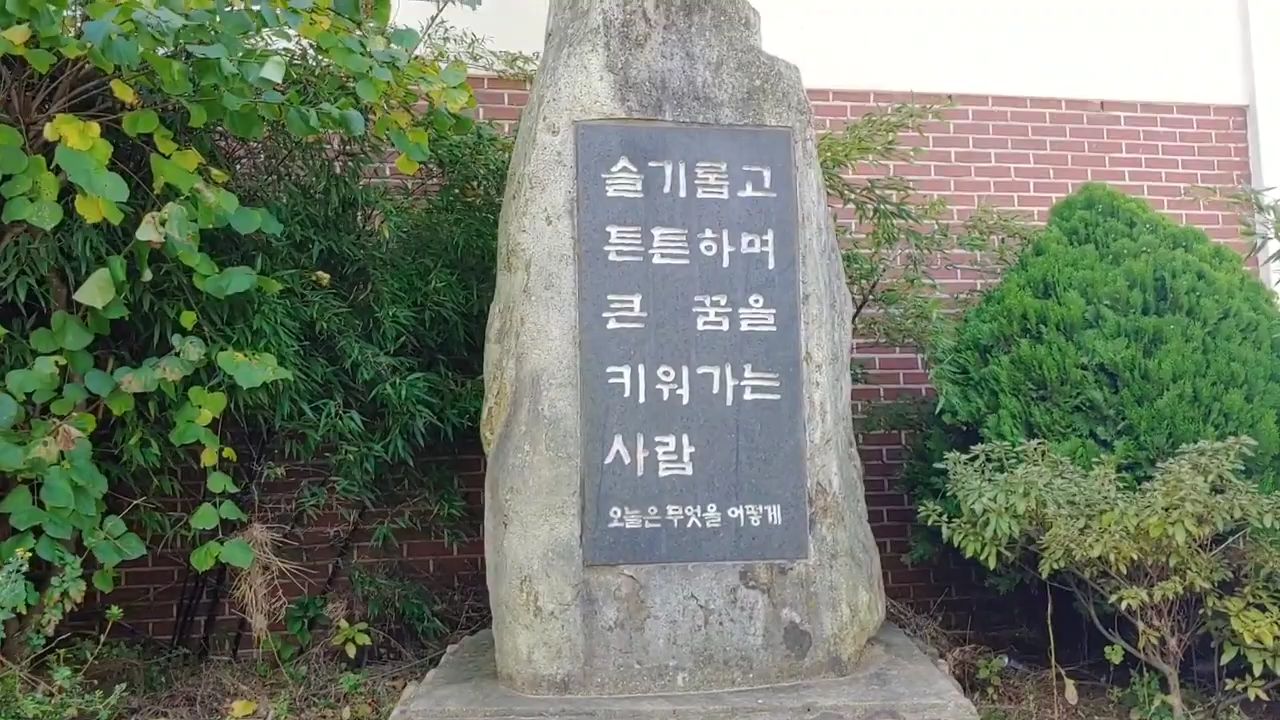 슬기롭고
튼튼하며
큰 꿈을
키워가는
사람
오늘은 무엇을 어떻게